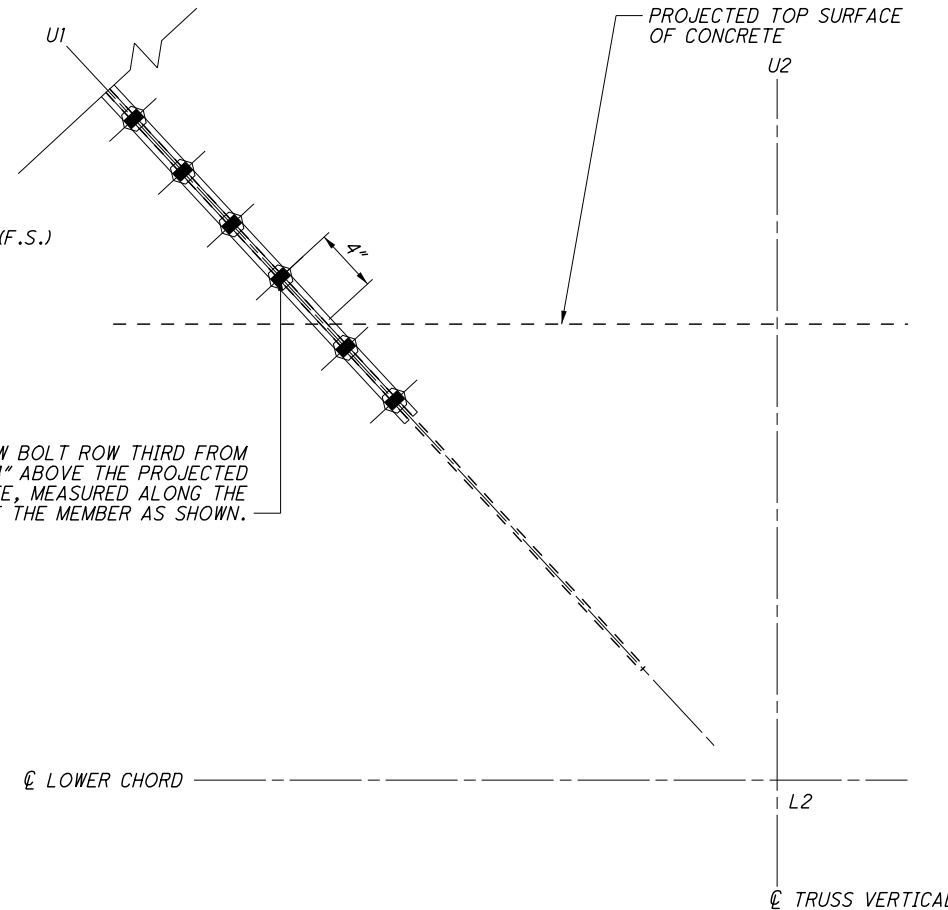 U1
PROJECTED TOP SURFACE
OF CONCRETE
U2
(F.S.)
4"
BOLT ROW THIRD FROM
ABOVE THE PROJECTED
MEASURED ALONG THE
THE MEMBER AS SHOWN.
℄ LOWER CHORD
L2
℄ TRUSS VERTICAL